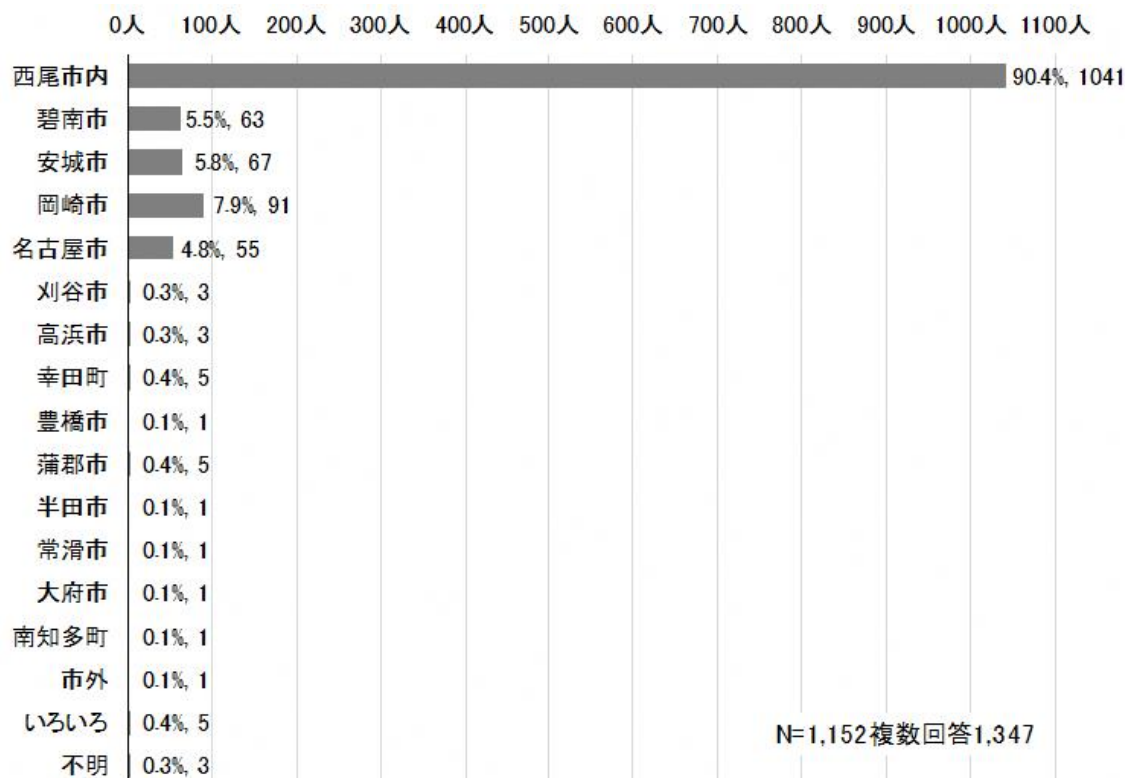 0人 100人 200人 300人 400人 500人 600人 700人 800人 900人 1000人 1100人
西尾市内 90.4%, 1041
碧南市 5.5%, 63
安城市 5.8%, 67
岡崎市 7.9%, 91
名古屋市 4.8%, 55
刈谷市 0.3%, 3
高浜市 0.3%, 3
幸田町 0.4%, 5
豊橋市 0.1%, 1
蒲郡市 0.4%, 5
半田市 0.1%, 1
常滑市 0.1%, 1
大府市 0.1%, 1
南知多町 0.1%, 1
市外 0.1%, 1
いろいろ 0.4%, 5
不明 0.3%, 3
N=1,152複数回答1,347